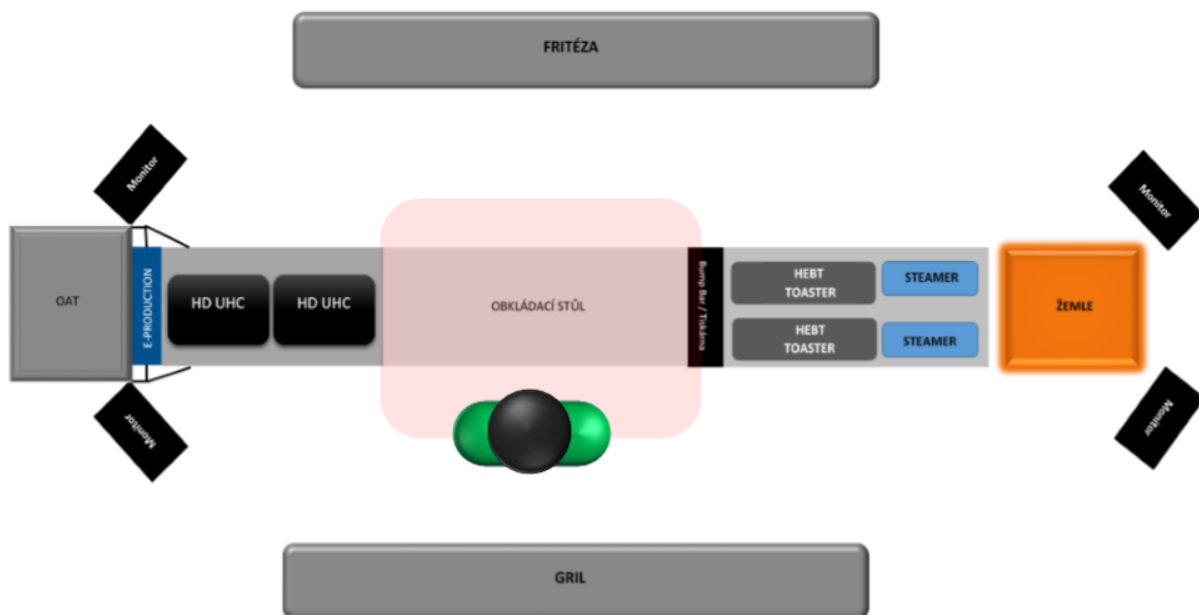 FRITÉZA
Monitor
Monitor
OAT
E-PRODUCTION
HD UHC
HD UHC
OBKLÁDACÍ STŮL
Bump Bar / Tiskárna
HEBT
TOASTER
STEAMER
HEBT
TOASTER
STEAMER
ŽEMLE
Monitor
Monitor
GRIL